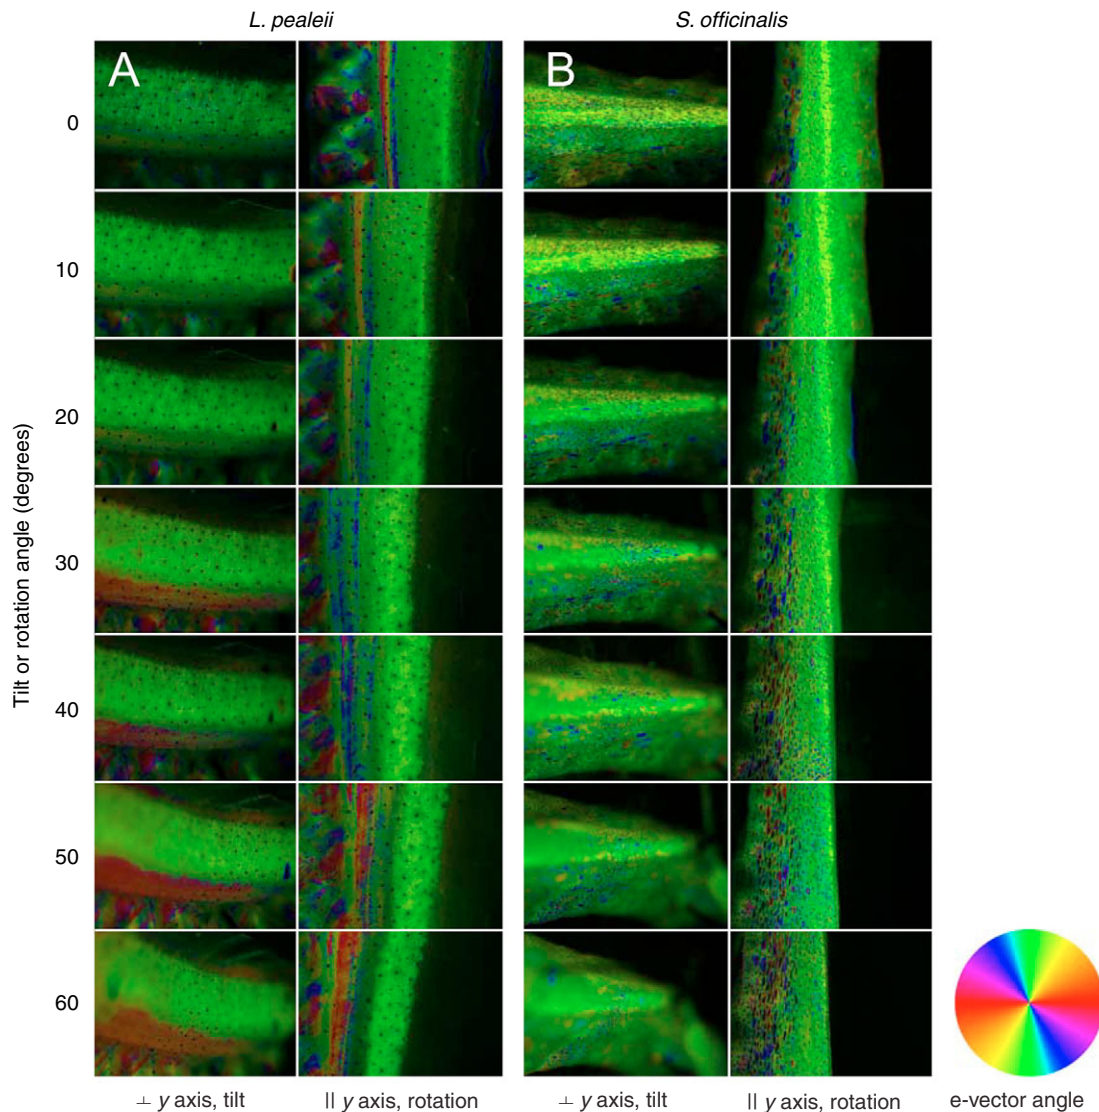 L. pealeii S. officinalis
A B
0
10
20
30
40
50
60
Tilt or rotation angle (degrees)
⊥ y axis, tilt || y axis, rotation ⊥ y axis, tilt || y axis, rotation e-vector angle